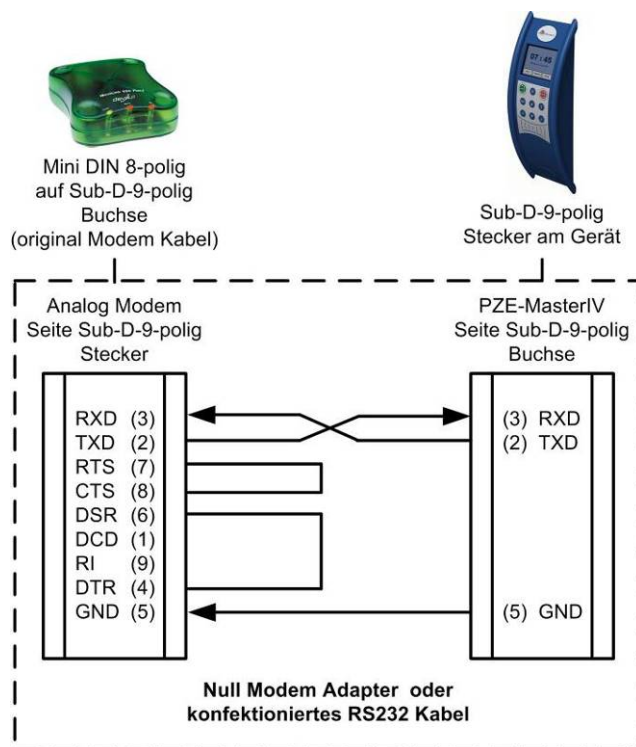 Mini DIN 8-polig
auf Sub-D-9-polig
Buchse
(original Modem Kabel)
07:45
Sub-D-9-polig
Stecker am Gerät
Analog Modem
Seite Sub-D-9-polig
Stecker
PZE-MasterIV
Seite Sub-D-9-polig
Buchse
RXD (3)
TXD (2)
RTS (7)
CTS (8)
DSR (6)
DCD (1)
RI (9)
DTR (4)
GND (5)
(3) RXD
(2) TXD
(5) GND
Null Modem Adapter oder
konfektioniertes RS232 Kabel